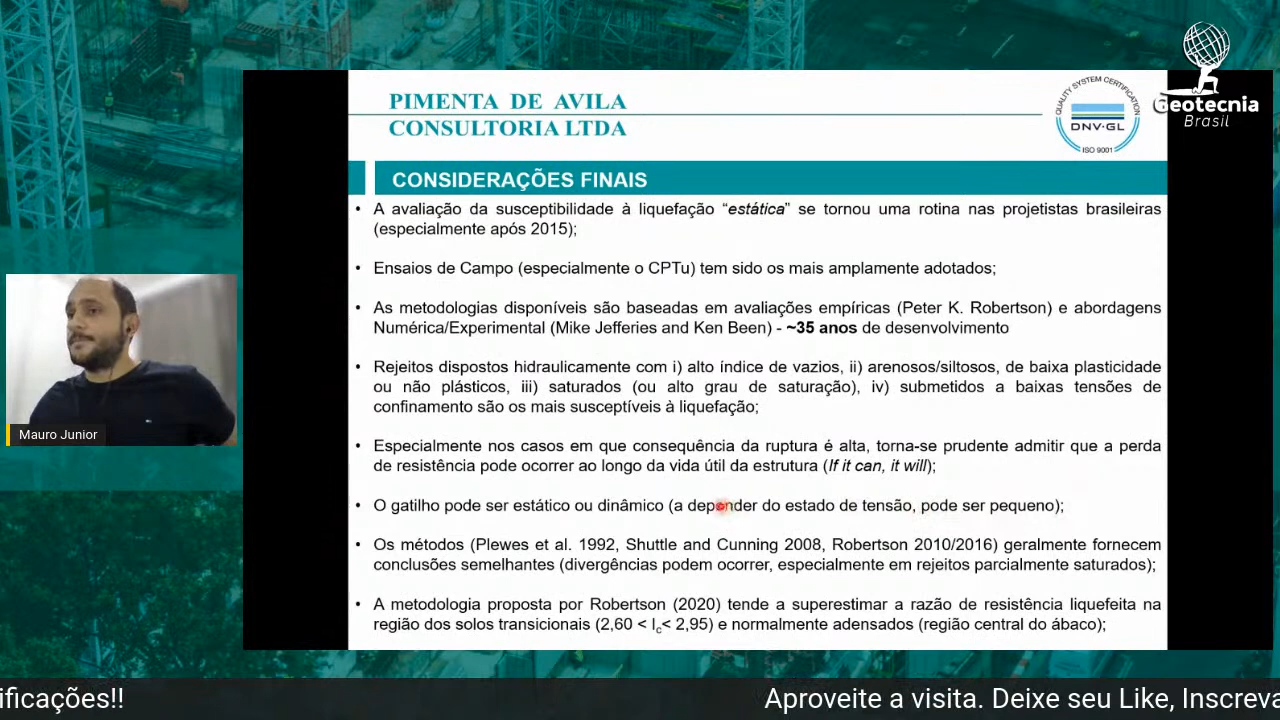 Geotecnia
Brasil
PIMENTA DE AVILA
CONSULTORIA LTDA
QUALITY SYSTEM CERTIFICATION
DNV·GL
ISO 9001
CONSIDERAÇÕES FINAIS
• A avaliação da susceptibilidade à liquefação “estática” se tornou uma rotina nas projetistas brasileiras
(especialmente após 2015);
• Ensaios de Campo (especialmente o CPTu) tem sido os mais amplamente adotados;
• As metodologias disponíveis são baseadas em avaliações empíricas (Peter K. Robertson) e abordagens
Numérica/Experimental (Mike Jefferies and Ken Been) - ~35 anos de desenvolvimento
• Rejeitos dispostos hidraulicamente com i) alto índice de vazios, ii) arenosos/siltosos, de baixa plasticidade
ou não plásticos, iii) saturados (ou alto grau de saturação), iv) submetidos a baixas tensões de
confinamento são os mais susceptíveis à liquefação;
• Especialmente nos casos em que consequência da ruptura é alta, torna-se prudente admitir que a perda
de resistência pode ocorrer ao longo da vida útil da estrutura (If it can, it will);
• O gatilho pode ser estático ou dinâmico (a depender do estado de tensão, pode ser pequeno);
• Os métodos (Plewes et al. 1992, Shuttle and Cunning 2008, Robertson 2010/2016) geralmente fornecem
conclusões semelhantes (divergências podem ocorrer, especialmente em rejeitos parcialmente saturados);
• A metodologia proposta por Robertson (2020) tende a superestimar a razão de resistência liquefeita na
região dos solos transicionais (2,60 < Ic< 2,95) e normalmente adensados (região central do ábaco);
Mauro Junior
ificações!!
Aproveite a visita. Deixe seu Like, Inscreva